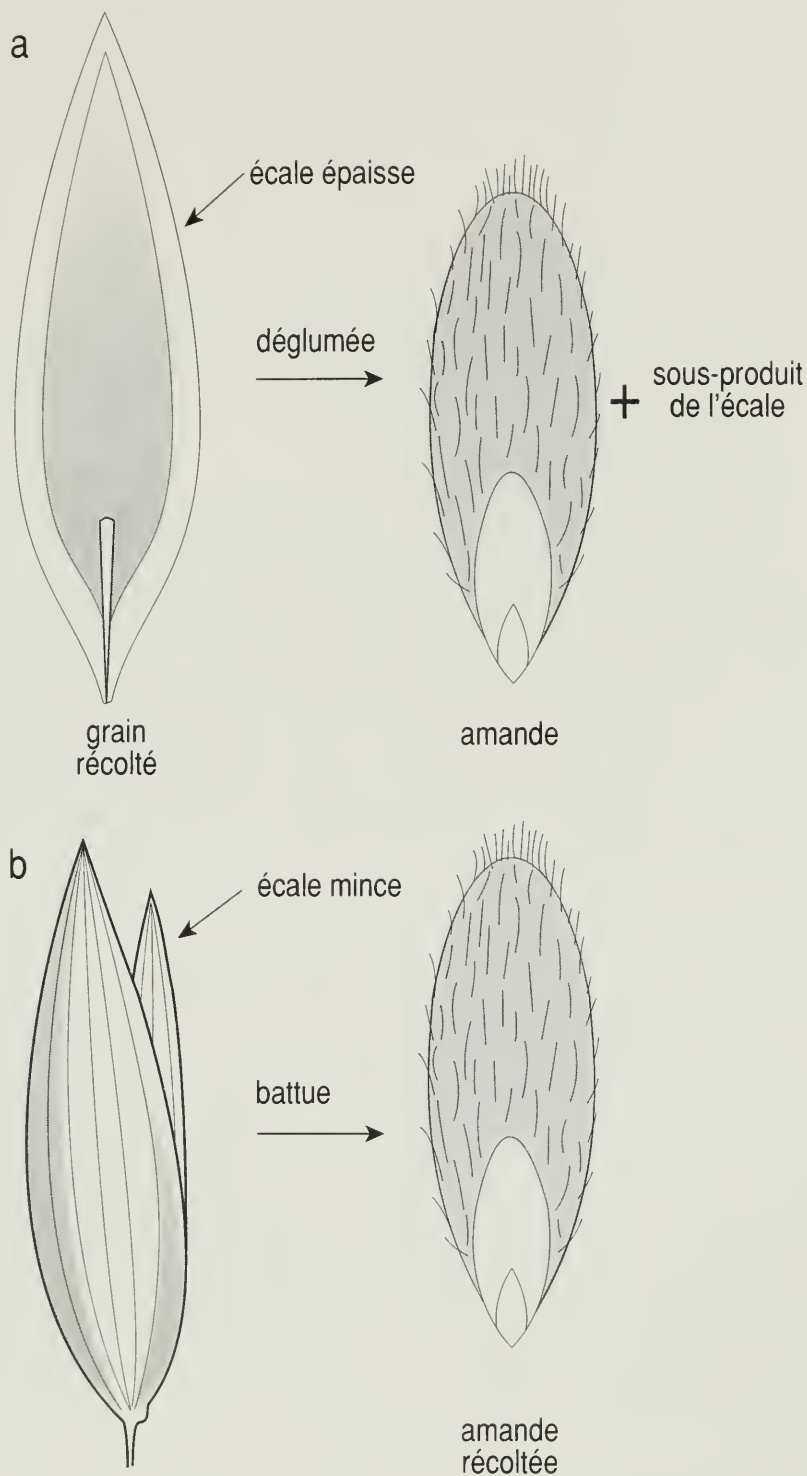 a
écale épaisse
déglumée
+
sous-produit
de l'écale
grain
récolté
amande
b
écale mince
battue
amande
récoltée